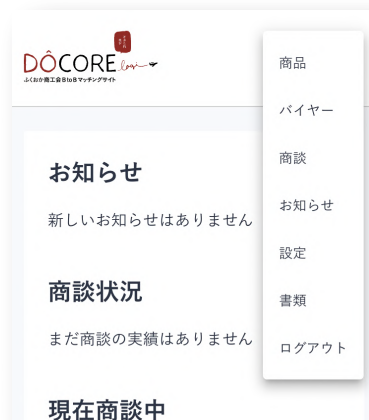 DÔCORE
ふくおか商工会BtoBマッチングサイト
商品
バイヤー
商談
お知らせ
設定
書類
ログアウト
お知らせ
新しいお知らせはありません
商談状況
まだ商談の実績はありません
現在商談中